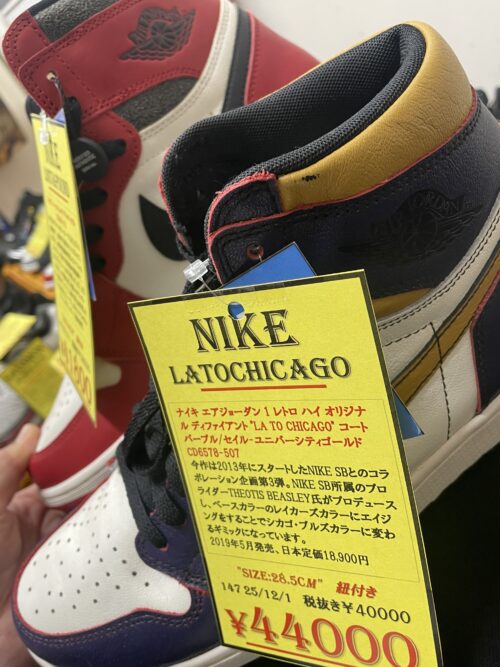 NIKE
LATOCHICAGO
ナイキ エアジョーダン 1 レトロ ハイ オリジナ
ル ディファイアント "LA TO CHICAGO" コート
パープル/セイル-ユニバーシティゴールド
CD6578-507
今作は2013年にスタートしたNIKE SBとのコラ
ボレーション企画第3弾。NIKE SB所属のプロ
ライダーTHEOTIS BEASLEY氏がプロデュース
し、ベースカラーのレイカーズカラーにエイジ
ングをすることでシカゴ・ブルズカラーに変わ
るギミックになっています。
2019年5月発売、日本定価18,900円
"SIZE:28.5CM" 紐付き
147 25/12/1 税抜き￥40000
￥44000
NIKE